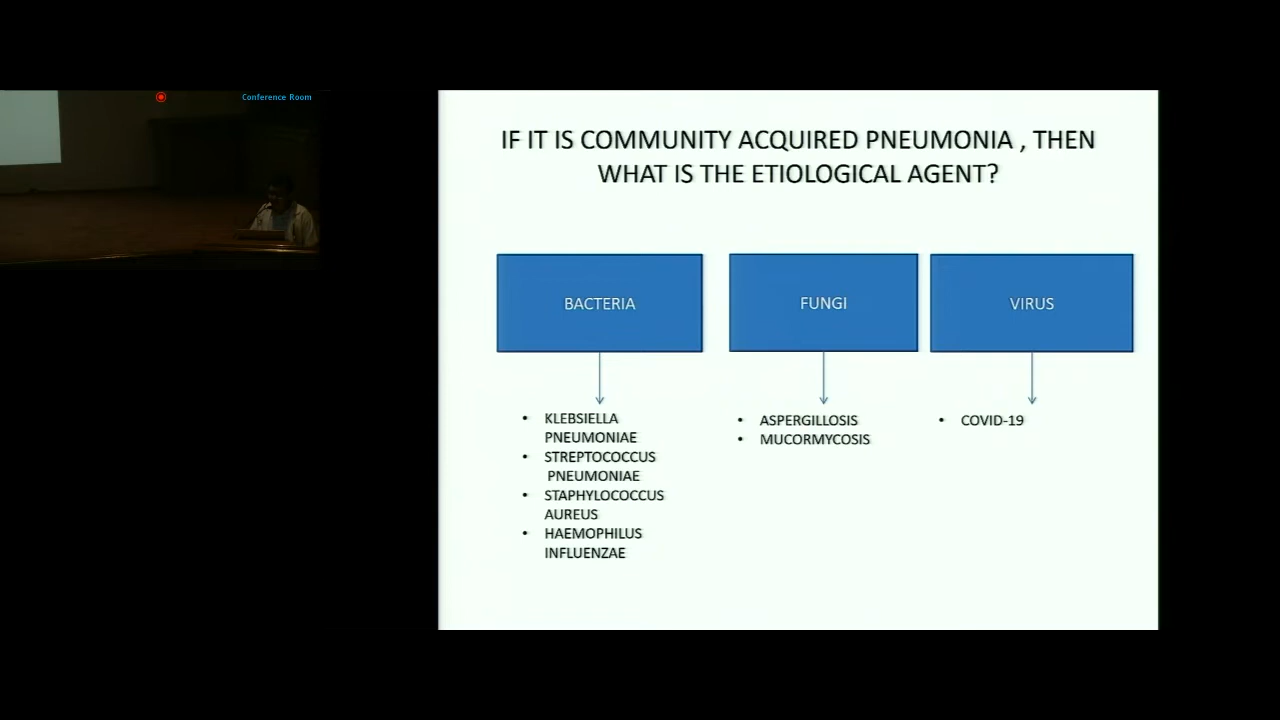 Conference Room
IF IT IS COMMUNITY ACQUIRED PNEUMONIA , THEN
WHAT IS THE ETIOLOGICAL AGENT?
BACTERIA
• KLEBSIELLA
PNEUMONIAE
• STREPTOCOCCUS
PNEUMONIAE
• STAPHYLOCOCCUS
AUREUS
• HAEMOPHILUS
INFLUENZAE
FUNGI
• ASPERGILLOSIS
• MUCORMYCOSIS
VIRUS
• COVID-19